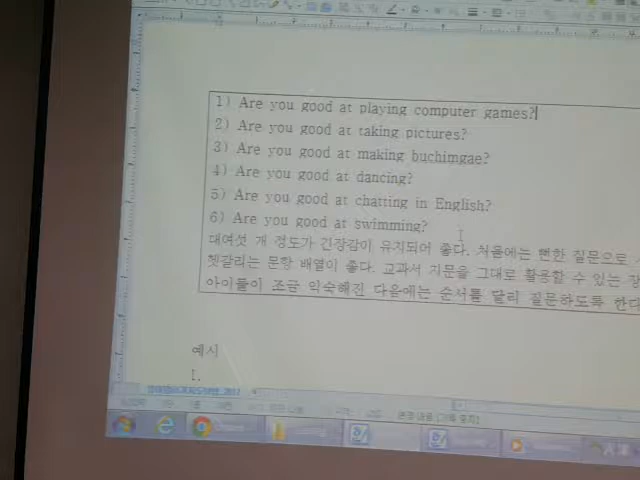 1) Are you good at playing computer games?
2) Are you good at taking pictures?
3) Are you good at making buchimgae?
4) Are you good at dancing?
5) Are you good at chatting in English?
6) Are you good at swimming?
대여섯 개 정도가 긴장감이 유지되어 좋다. 처음에는 뻔한 질문으로
헷갈리는 문항 배열이 좋다. 교과서 지문을 그대로 활용할 수 있는
아이들이 조금 익숙해진 다음에는 순서를 달리 질문하도록 한다
예시
1.